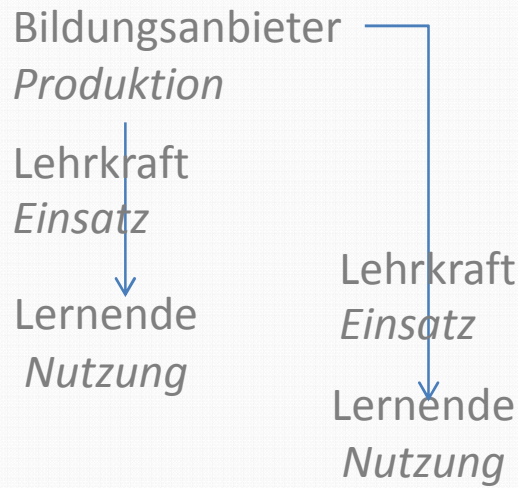 Bildungsanbieter
Produktion
Lehrkraft
Einsatz
Lernende
Nutzung
Lehrkraft
Einsatz
Lernende
Nutzung